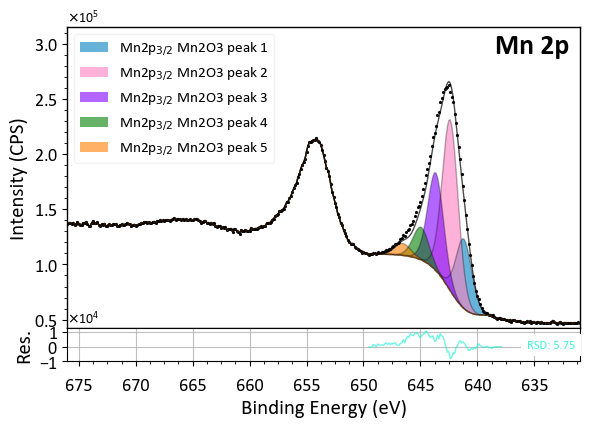 ×10⁵
Mn 2p
Mn2p₃/₂ Mn2O3 peak 1
Mn2p₃/₂ Mn2O3 peak 2
Mn2p₃/₂ Mn2O3 peak 3
Mn2p₃/₂ Mn2O3 peak 4
Mn2p₃/₂ Mn2O3 peak 5
3.0
2.5
2.0
1.5
1.0
0.5
Intensity (CPS)
×10⁴
1
0
−1
Res.
RSD: 5.75
675 670 665 660 655 650 645 640 635
Binding Energy (eV)